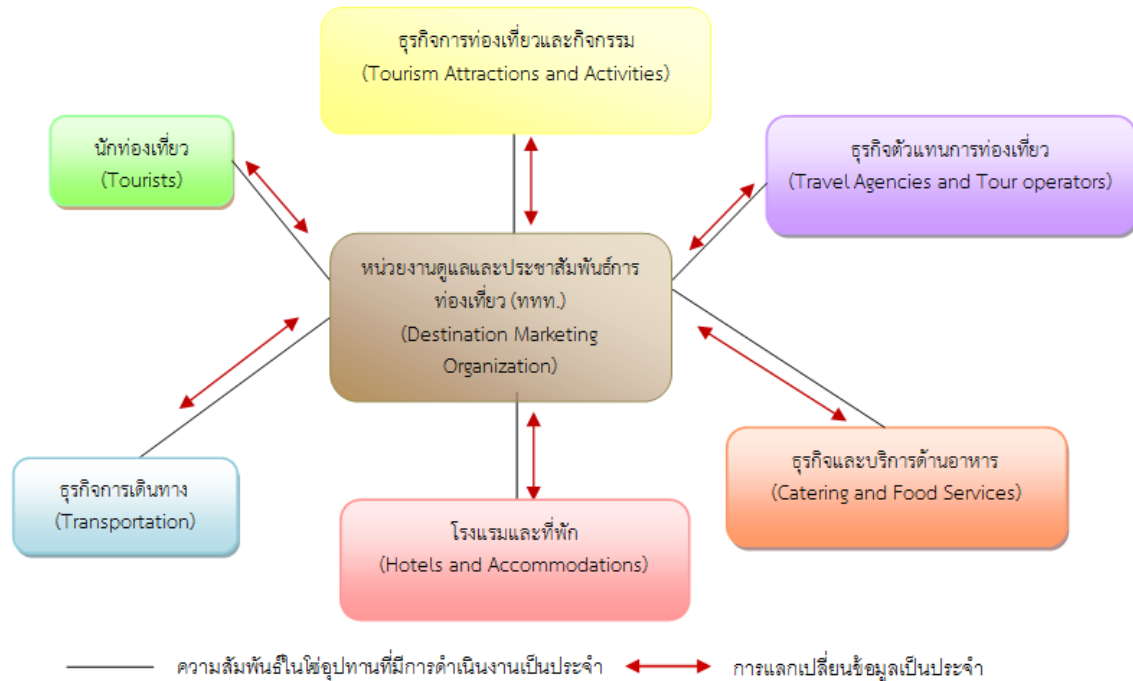 ธุรกิจการท่องเที่ยวและกิจกรรม
(Tourism Attractions and Activities)
นักท่องเที่ยว
(Tourists)
ธุรกิจตัวแทนการท่องเที่ยว
(Travel Agencies and Tour operators)
หน่วยงานดูแลและประชาสัมพันธ์การ
ท่องเที่ยว (ททท.)
(Destination Marketing
Organization)
ธุรกิจการเดินทาง
(Transportation)
ธุรกิจและบริการด้านอาหาร
(Catering and Food Services)
โรงแรมและที่พัก
(Hotels and Accommodations)
ความสัมพันธ์ในโซ่อุปทานที่มีการดำเนินงานเป็นประจำ
การแลกเปลี่ยนข้อมูลเป็นประจำ